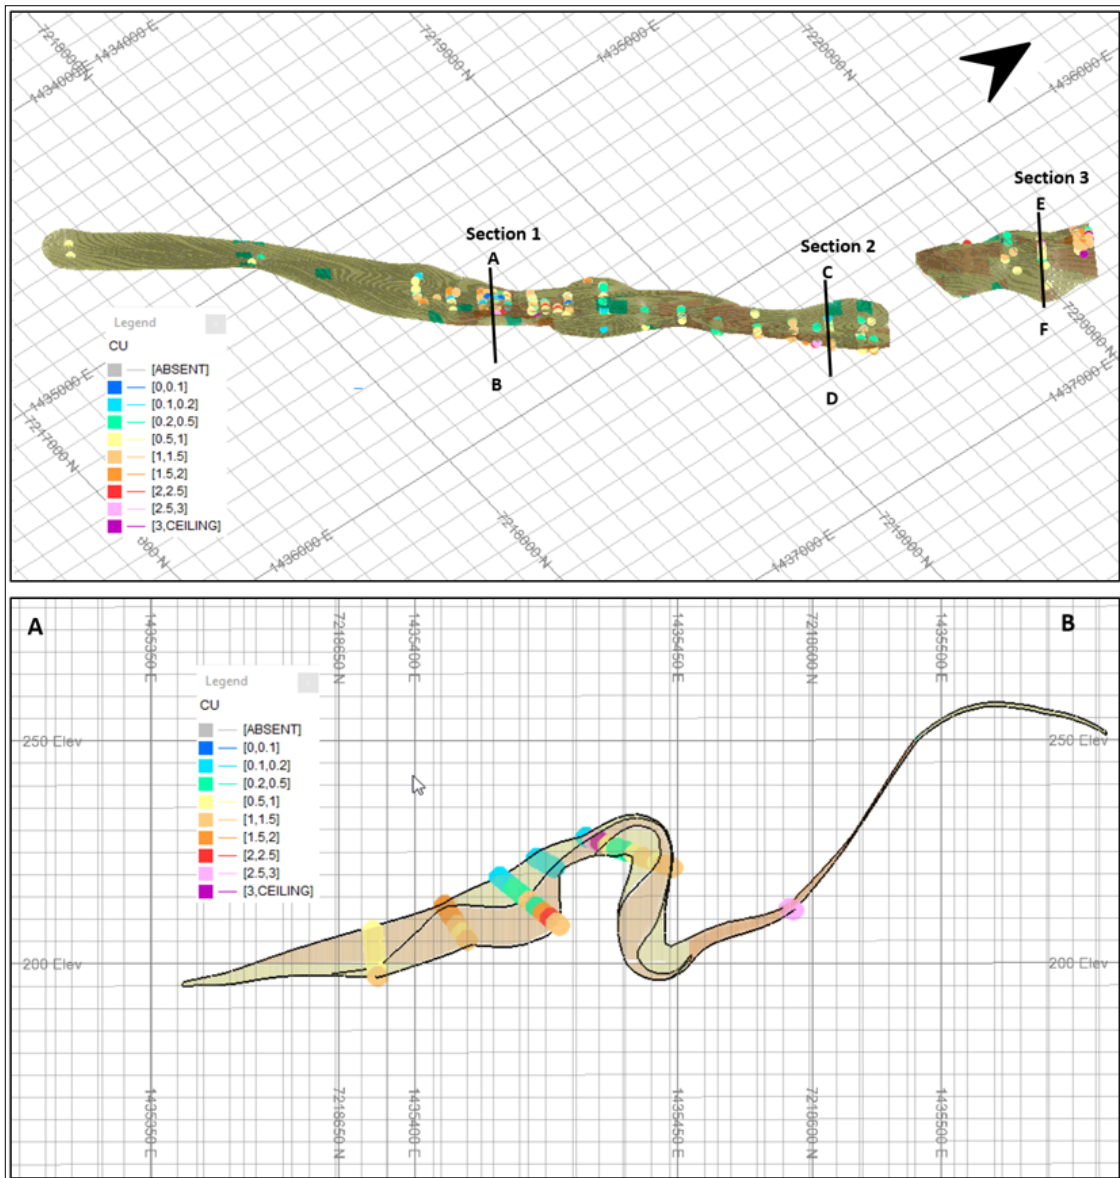 7218000 N
1434000 E
1434000 E
7219000 N
1435000 E
7220000 N
1436000 E
Section 3
E
Section 1
A
Section 2
C
Legend
CU
[ABSENT]
[0,0.1]
[0.1,0.2]
[0.2,0.5]
[0.5,1]
[1,1.5]
[1.5,2]
[2,2.5]
[2.5,3]
[3,CEILING]
B
D
F
7220000 N
1435000 E
7217000 N
1437000 E
000 N
1436000 E
7218000 N
1437000 E
7219000 N
A
B
1435350 E
7218650 N
1435400 E
1435450 E
7218600 N
1435500 E
Legend
CU
[ABSENT]
[0,0.1]
[0.1,0.2]
[0.2,0.5]
[0.5,1]
[1,1.5]
[1.5,2]
[2,2.5]
[2.5,3]
[3,CEILING]
250 Elev
250 Elev
200 Elev
200 Elev
1435350 E
7218650 N
1435400 E
1435450 E
7218600 N
1435500 E